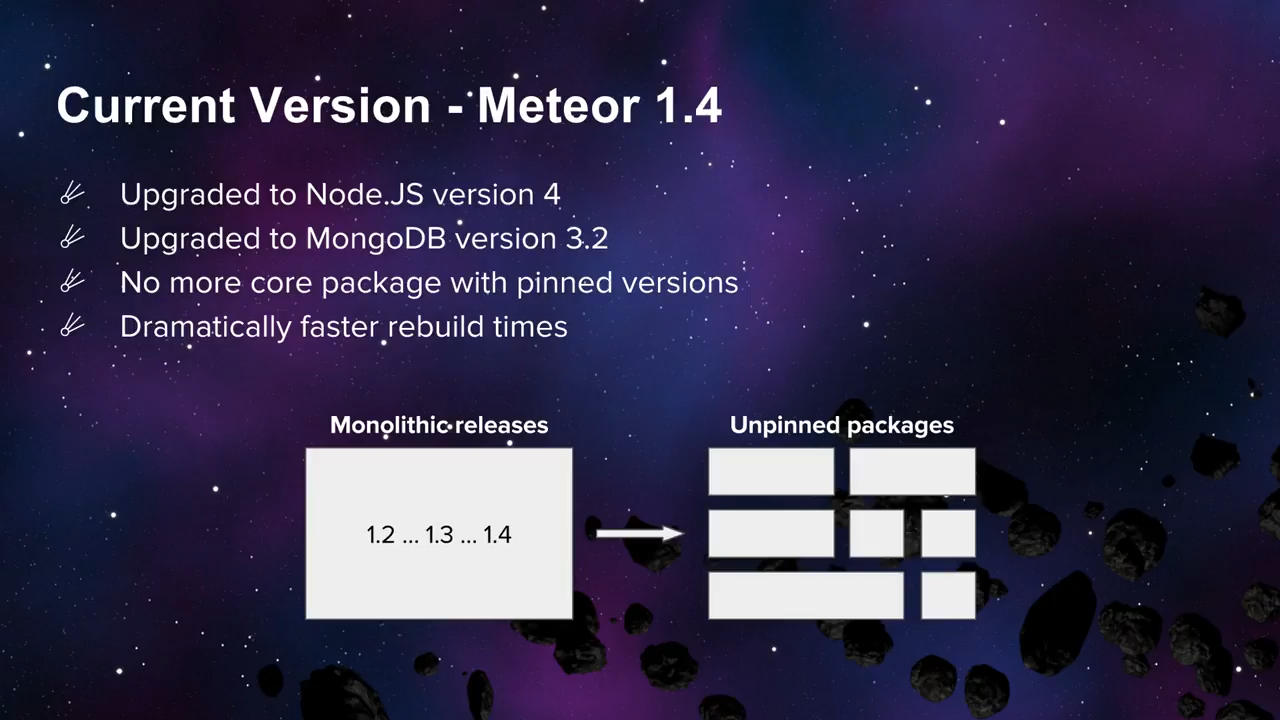 Current Version - Meteor 1.4
Upgraded to Node.JS version 4
Upgraded to MongoDB version 3.2
No more core package with pinned versions
Dramatically faster rebuild times
Monolithic releases
Unpinned packages
1.2 ... 1.3 ... 1.4